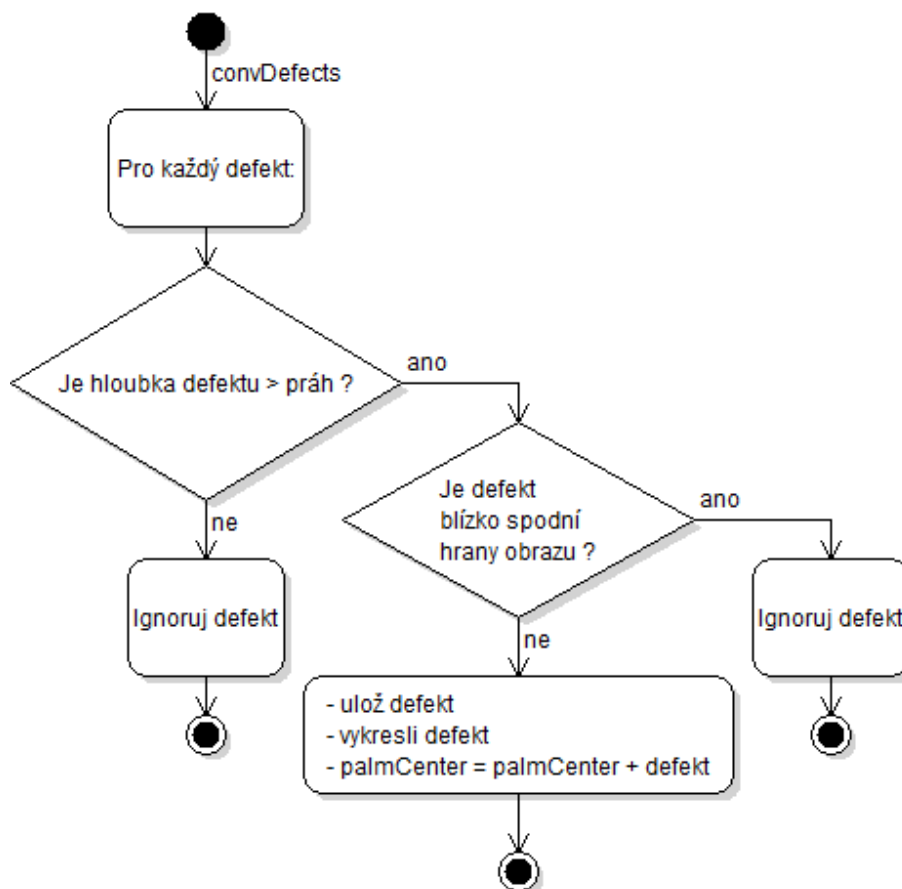 convDefects
Pro každý defekt:
Je hloubka defektu > práh ?
ano
ne
Ignoruj defekt
Je defekt
blízko spodní
hrany obrazu ?
ano
ne
Ignoruj defekt
- ulož defekt
- vykresli defekt
- palmCenter = palmCenter + defekt